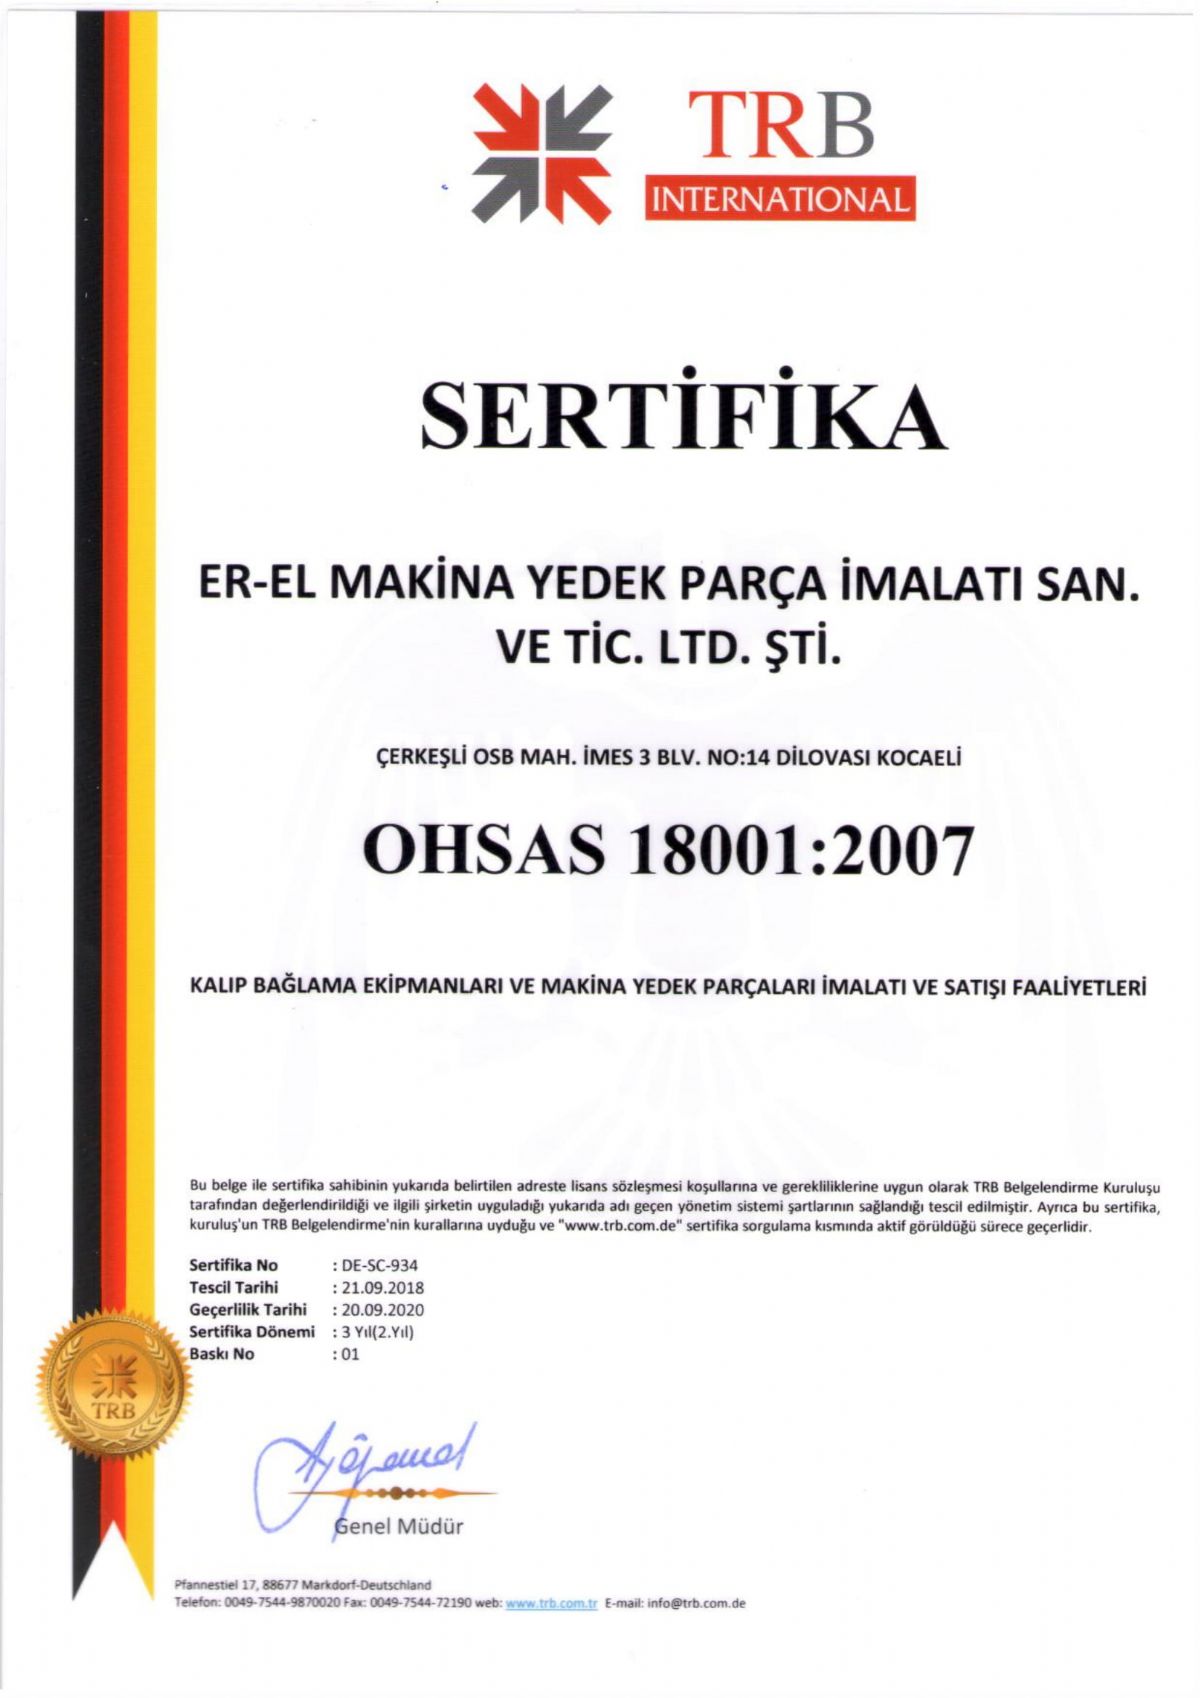 TRB
INTERNATIONAL
SERTİFİKA
ER-EL MAKİNA YEDEK PARÇA İMALATI SAN.
VE TİC. LTD. ŞTİ.
ÇERKEŞLİ OSB MAH. İMES 3 BLV. NO:14 DİLOVASI KOCAELİ
OHSAS 18001:2007
KALIP BAĞLAMA EKİPMANLARI VE MAKİNA YEDEK PARÇALARI İMALATI VE SATIŞI FAALİYETLERİ
Bu belge ile sertifika sahibinin yukarıda belirtilen adreste lisans sözleşmesi koşullarına ve gerekliliklerine uygun olarak TRB Belgelendirme Kuruluşu
tarafından değerlendirildiği ve ilgili şirketin uyguladığı yukarıda adı geçen yönetim sistemi şartlarının sağlandığı tescil edilmiştir. Ayrıca bu sertifika,
kuruluş'un TRB Belgelendirme'nin kurallarına uyduğu ve "www.trb.com.de" sertifika sorgulama kısmında aktif görüldüğü sürece geçerlidir.
Sertifika No : DE-SC-934
Tescil Tarihi : 21.09.2018
Geçerlilik Tarihi : 20.09.2020
Sertifika Dönemi : 3 Yıl(2.Yıl)
Baskı No : 01
TRB
Genel Müdür
Pfannestiel 17, 88677 Markdorf-Deutschland
Telefon: 0049-7544-9870020 Fax: 0049-7544-72190 web: www.trb.com.tr E-mail: info@trb.com.de